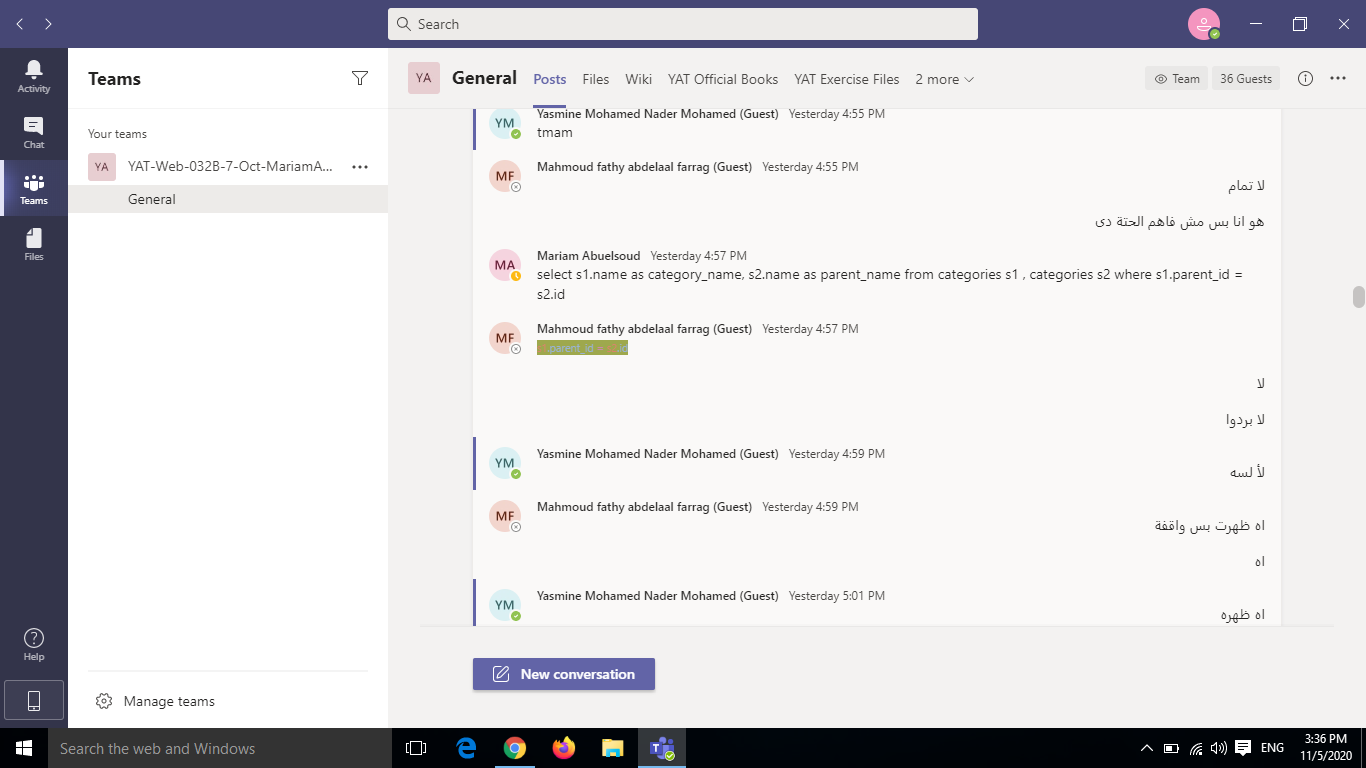 Search
Activity
Chat
Teams
Files
Help
Teams
Your teams
YA
YAT-Web-032B-7-Oct-MariamA...
General
Manage teams
YA
General
Posts
Files
Wiki
YAT Official Books
YAT Exercise Files
2 more
Team
36 Guests
YM
Yasmine Mohamed Nader Mohamed (Guest) Yesterday 4:55 PM
tmam
MF
Mahmoud fathy abdelaal farrag (Guest) Yesterday 4:55 PM
لا تمام
هو انا بس مش فاهم الحتة دى
MA
Mariam Abuelsoud Yesterday 4:57 PM
select s1.name as category_name, s2.name as parent_name from categories s1 , categories s2 where s1.parent_id =
s2.id
MF
Mahmoud fathy abdelaal farrag (Guest) Yesterday 4:57 PM
.parent_id = .id
لا
لا بردوا
YM
Yasmine Mohamed Nader Mohamed (Guest) Yesterday 4:59 PM
لأ لسه
MF
Mahmoud fathy abdelaal farrag (Guest) Yesterday 4:59 PM
اه ظهرت بس واقفة
اه
YM
Yasmine Mohamed Nader Mohamed (Guest) Yesterday 5:01 PM
اه ظهره
New conversation
Search the web and Windows
ENG
3:36 PM
11/5/2020